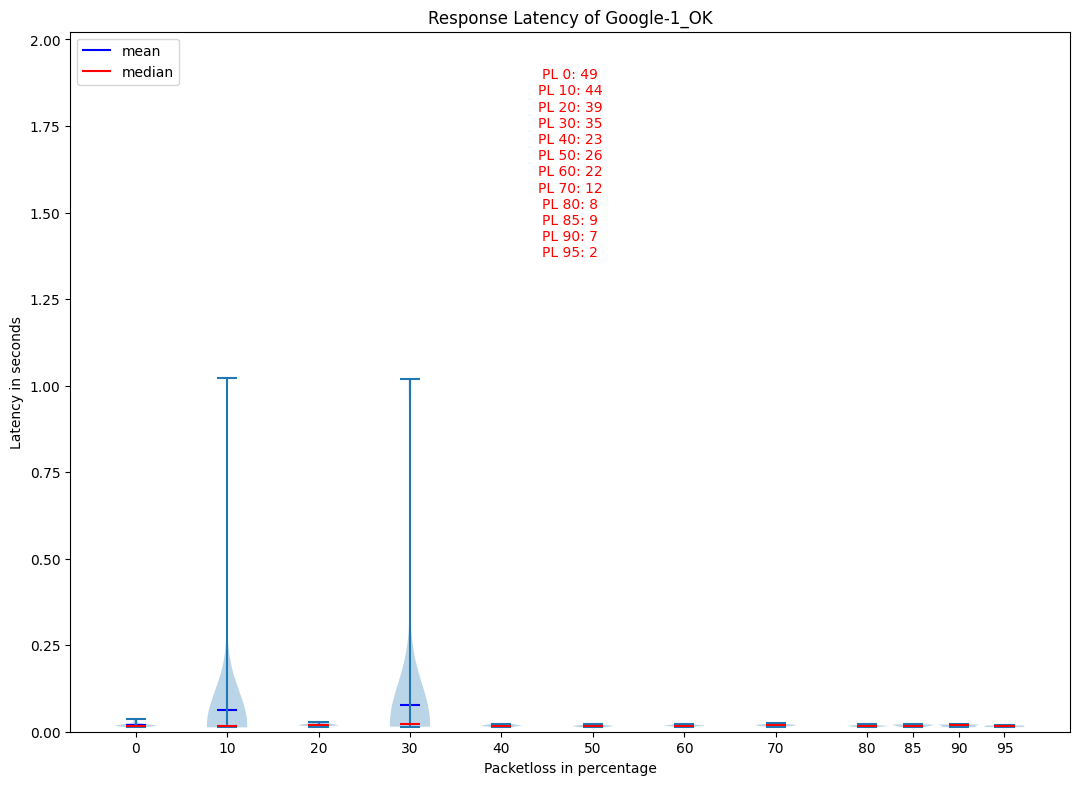 Response Latency of Google-1_OK
mean
median
PL 0: 49
PL 10: 44
PL 20: 39
PL 30: 35
PL 40: 23
PL 50: 26
PL 60: 22
PL 70: 12
PL 80: 8
PL 85: 9
PL 90: 7
PL 95: 2
Latency in seconds
2.00
1.75
1.50
1.25
1.00
0.75
0.50
0.25
0.00
0 10 20 30 40 50 60 70 80 85 90 95
Packetloss in percentage